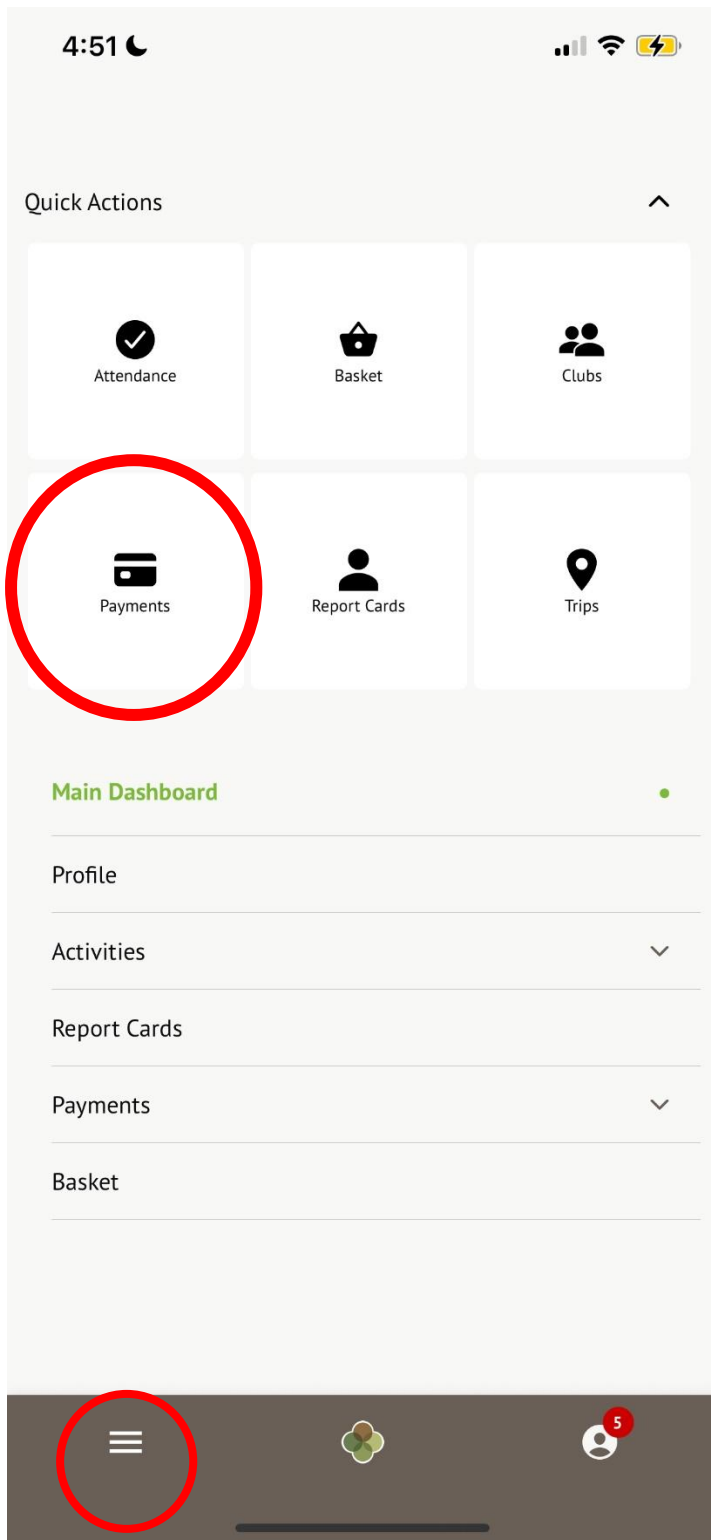 4:51
Quick Actions
Attendance
Basket
Clubs
Payments
Report Cards
Trips
Main Dashboard
Profile
Activities
Report Cards
Payments
Basket
5